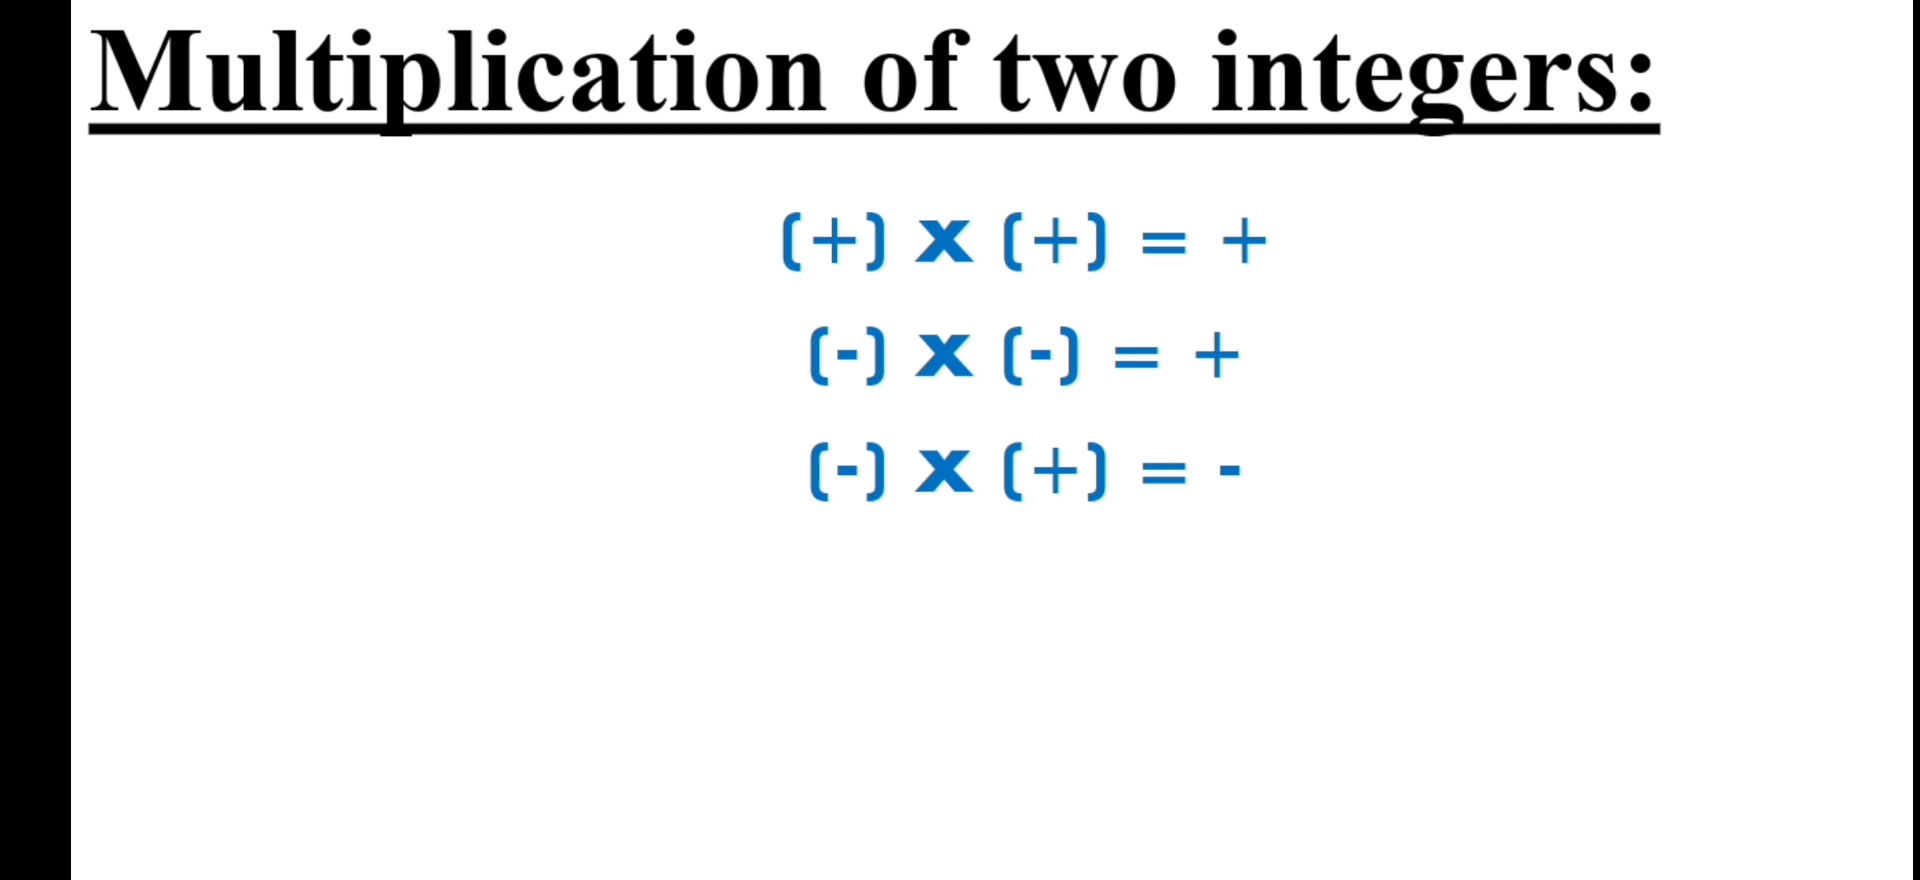 Multiplication of two integers:
(+) x (+) = +
(-) x (-) = +
(-) x (+) = -